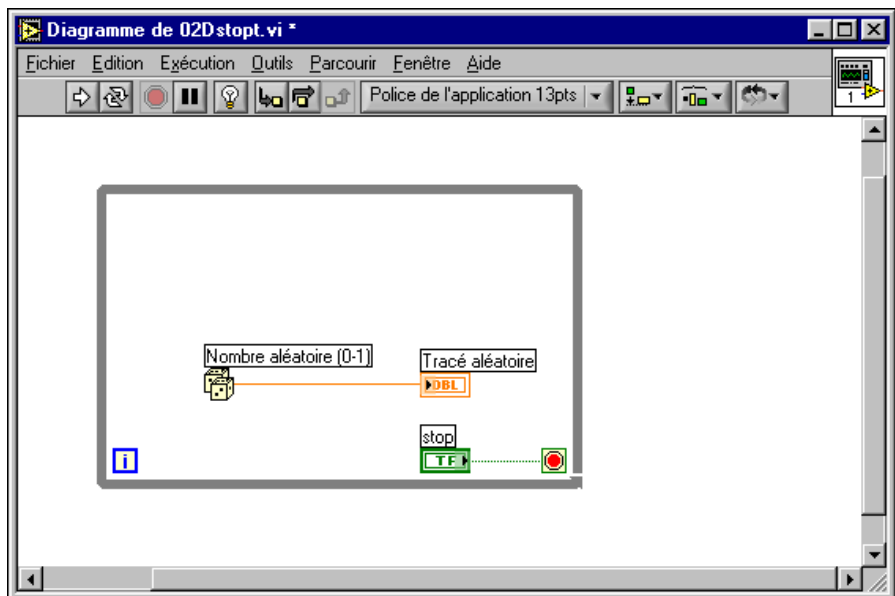 Diagramme de 02Dstopt.vi *
Fichier Edition Exécution Outils Parcourir Fenêtre Aide
Police de l'application 13pts
1
Nombre aléatoire (0-1)
Tracé aléatoire
DBL
stop
TF
i